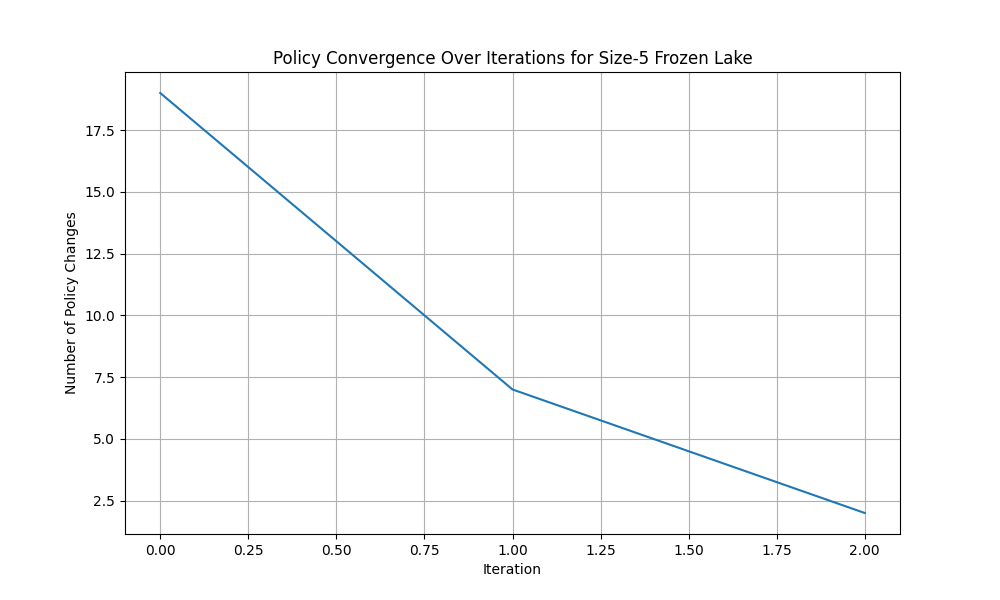 Policy Convergence Over Iterations for Size-5 Frozen Lake
Number of Policy Changes
17.5
15.0
12.5
10.0
7.5
5.0
2.5
0.00 0.25 0.50 0.75 1.00 1.25 1.50 1.75 2.00
Iteration